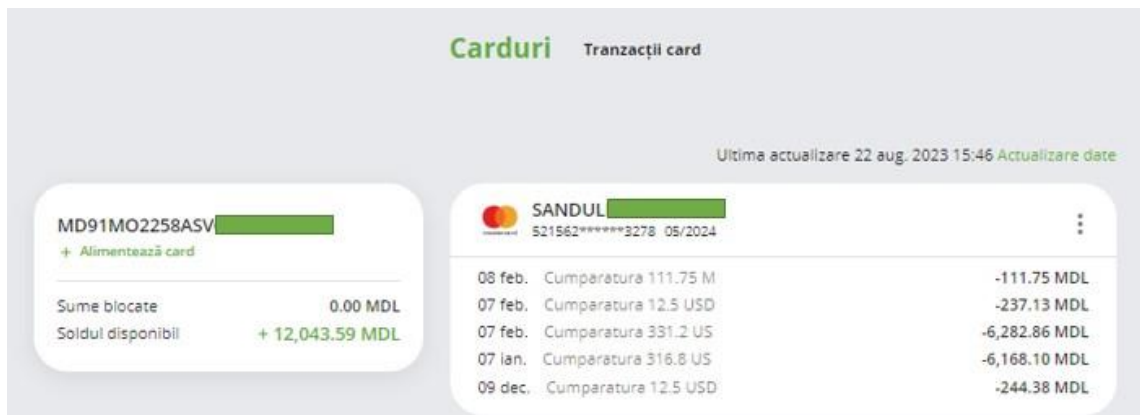 Carduri Tranzacții card
Ultima actualizare 22 aug. 2023 15:46 Actualizare date
MD91MO2258ASV
+ Alimentează card
Sume blocate 0.00 MDL
Soldul disponibil + 12,043.59 MDL
SANDUL
521562******3278 05/2024
08 feb. Cumparatura 111.75 M -111.75 MDL
07 feb. Cumparatura 12.5 USD -237.13 MDL
07 feb. Cumparatura 331.2 US -6,282.86 MDL
07 ian. Cumparatura 316.8 US -6,168.10 MDL
09 dec. Cumparatura 12.5 USD -244.38 MDL